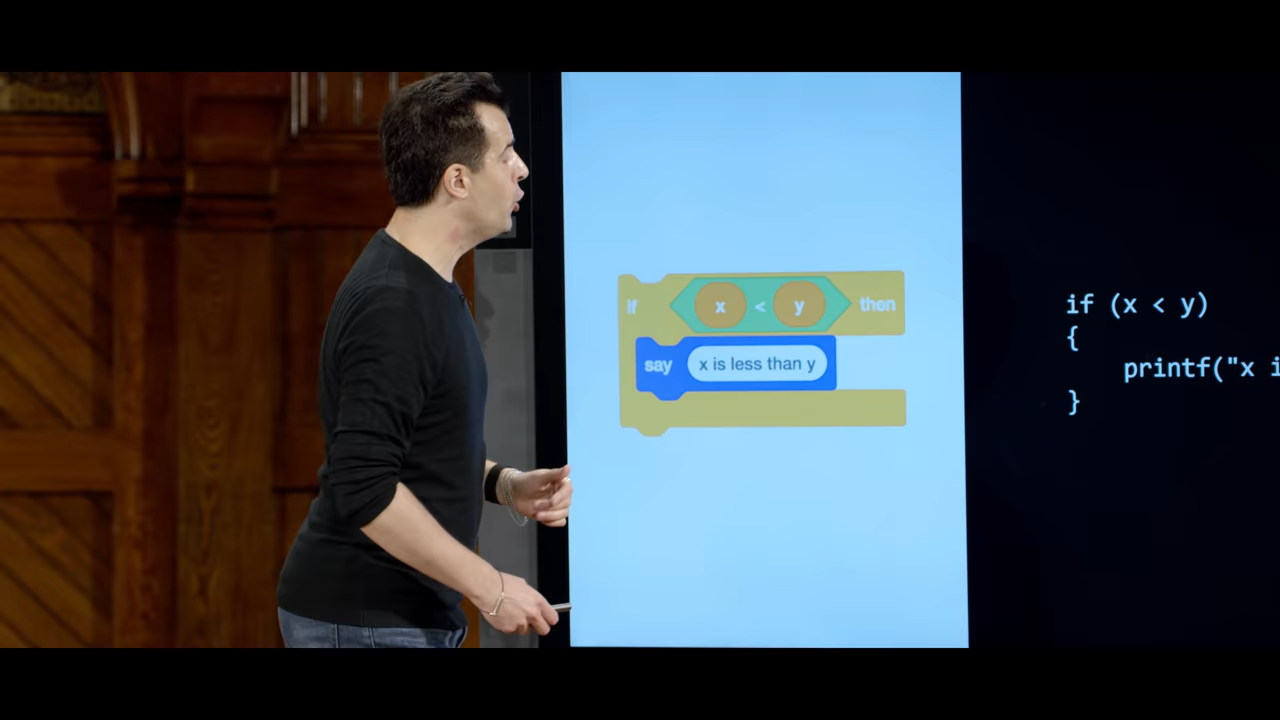 if x < y then
say x is less than y
if (x < y)
{
printf("x i
}